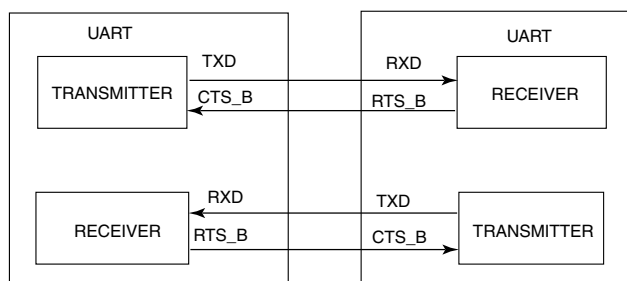 UART UART
TXD RXD
TRANSMITTER RECEIVER
CTS_B RTS_B
RXD TXD
RECEIVER TRANSMITTER
RTS_B CTS_B